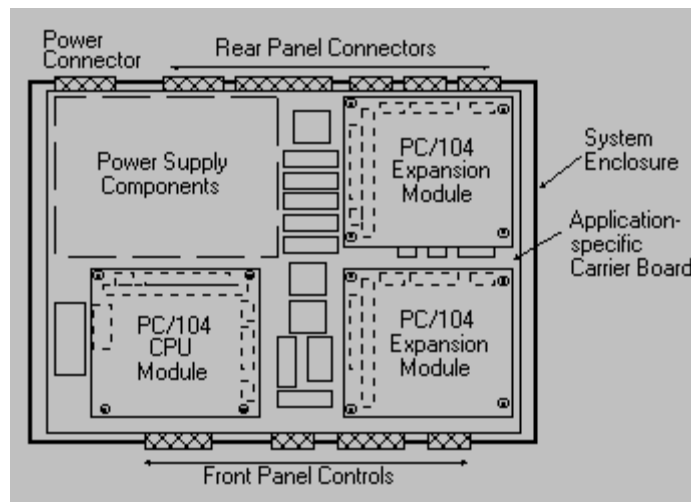 Power
Connector
Rear Panel Connectors
Power Supply
Components
PC/104
Expansion
Module
System
Enclosure
Application-
specific
Carrier Board
PC/104
CPU
Module
PC/104
Expansion
Module
Front Panel Controls